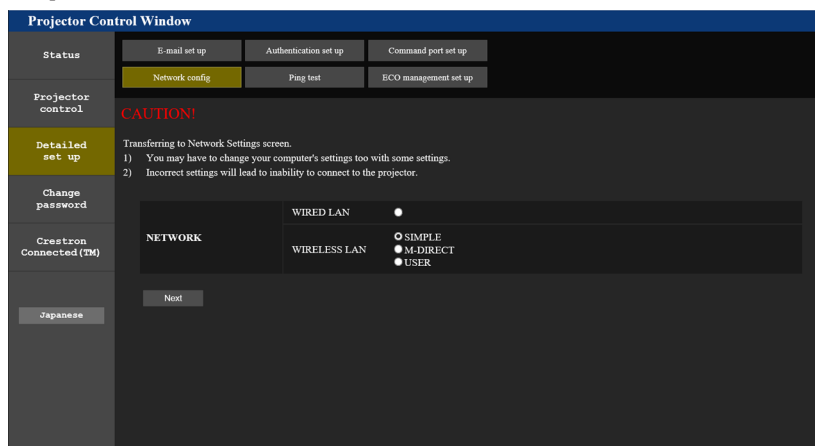 Projector Control Window
Status
E-mail set up
Authentication set up
Command port set up
Network config
Ping test
ECO management set up
Projector
control
CAUTION!
Detailed
set up
Transferring to Network Settings screen.
1) You may have to change your computer's settings too with some settings.
2) Incorrect settings will lead to inability to connect to the projector.
Change
password
Crestron
Connected(TM)
NETWORK
WIRED LAN
WIRELESS LAN
SIMPLE
M-DIRECT
USER
Next
Japanese